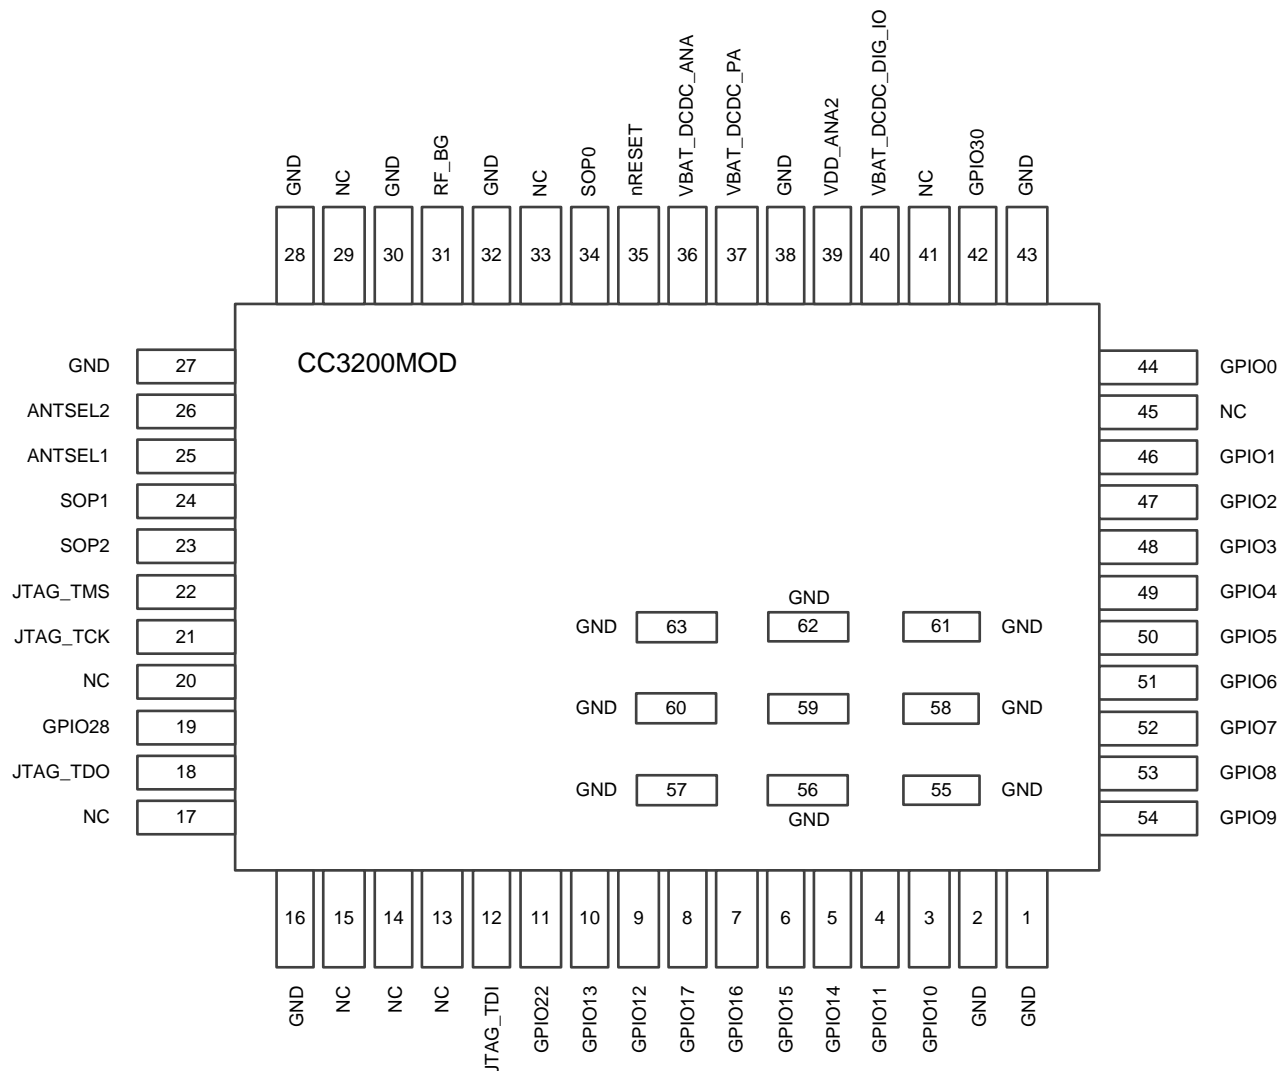 GND
NC
GND
RF_BG
GND
NC
SOP0
nRESET
VBAT_DCDC_ANA
VBAT_DCDC_PA
GND
VDD_ANA2
VBAT_DCDC_DIG_IO
NC
GPIO30
GND
28 29 30 31 32 33 34 35 36 37 38 39 40 41 42 43
CC3200MOD
GND 27
ANTSEL2 26
ANTSEL1 25
SOP1 24
SOP2 23
JTAG_TMS 22
JTAG_TCK 21
NC 20
GPIO28 19
JTAG_TDO 18
NC 17
44 GPIO0
45 NC
46 GPIO1
47 GPIO2
48 GPIO3
49 GPIO4
50 GPIO5
51 GPIO6
52 GPIO7
53 GPIO8
54 GPIO9
GND
GND 63 62 61 GND
GND 60 59 58 GND
GND 57 56 55 GND
GND
16 15 14 13 12 11 10 9 8 7 6 5 4 3 2 1
GND
NC
NC
NC
JTAG_TDI
GPIO22
GPIO13
GPIO12
GPIO17
GPIO16
GPIO15
GPIO14
GPIO11
GPIO10
GND
GND